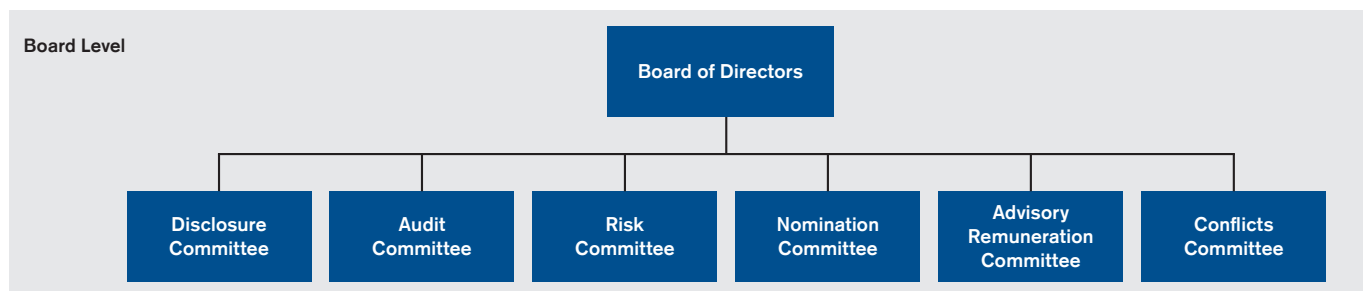 Board Level
Board of Directors
Disclosure
Committee
Audit
Committee
Risk
Committee
Nomination
Committee
Advisory
Remuneration
Committee
Conflicts
Committee